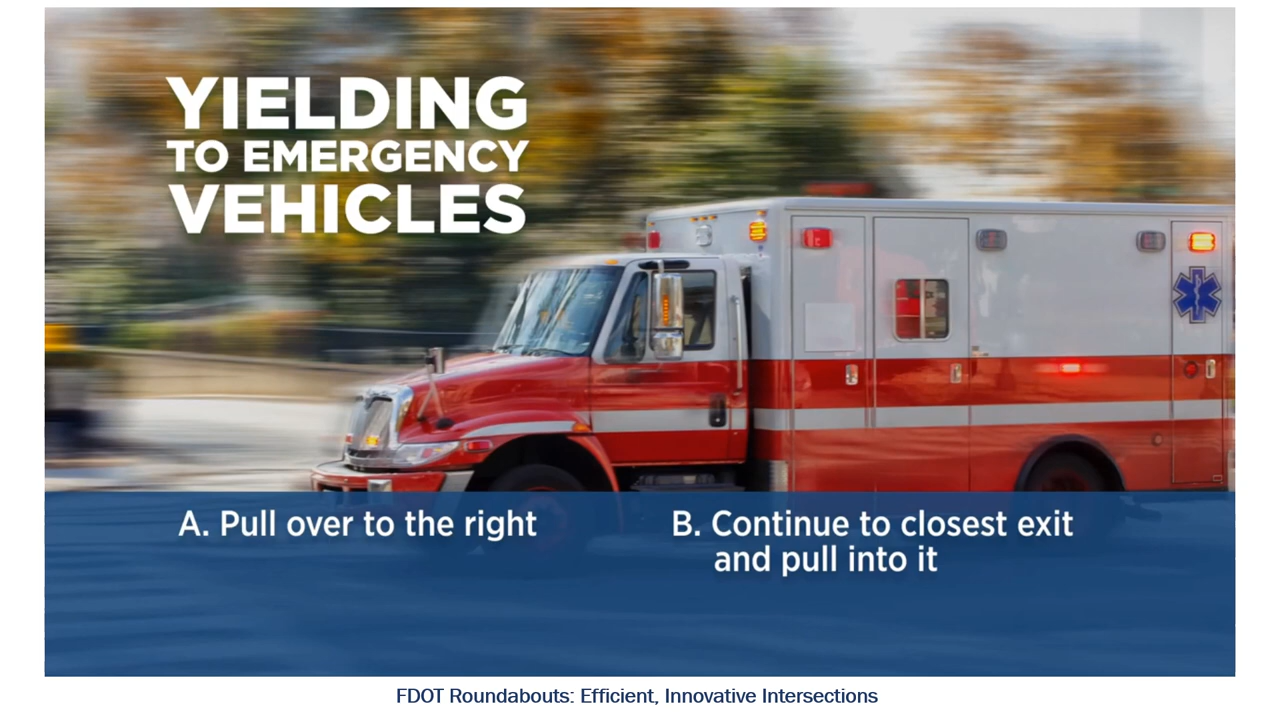 YIELDING
TO EMERGENCY
VEHICLES
A. Pull over to the right
B. Continue to closest exit
and pull into it
FDOT Roundabouts: Efficient, Innovative Intersections